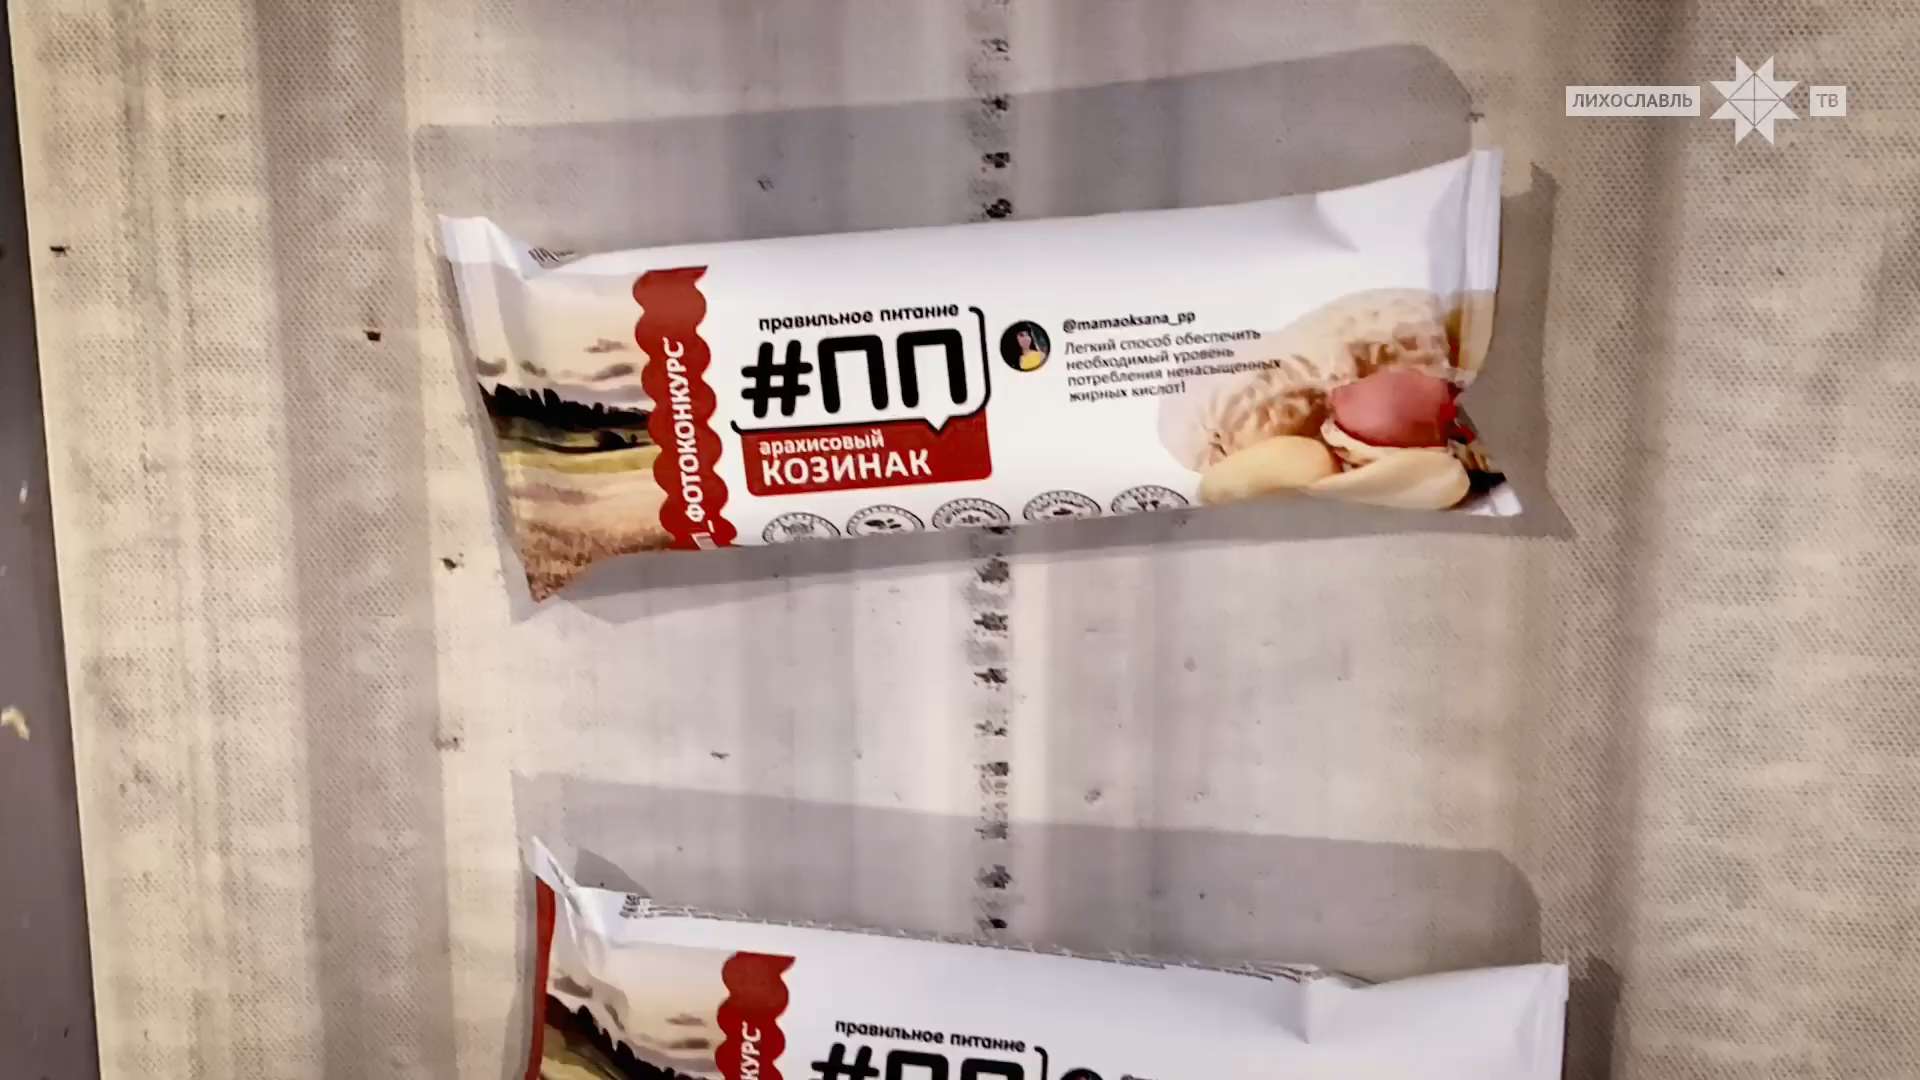 ЛИХОСЛАВЛЬ ТВ
_ФОТОКОНКУРС
правильное питание
#ПП
арахисовый
КОЗИНАК
@mamaoksana_pp
Легкий способ обеспечить
необходимый уровень
потребления ненасыщенных
жирных кислот!
правильное питание
#ПП